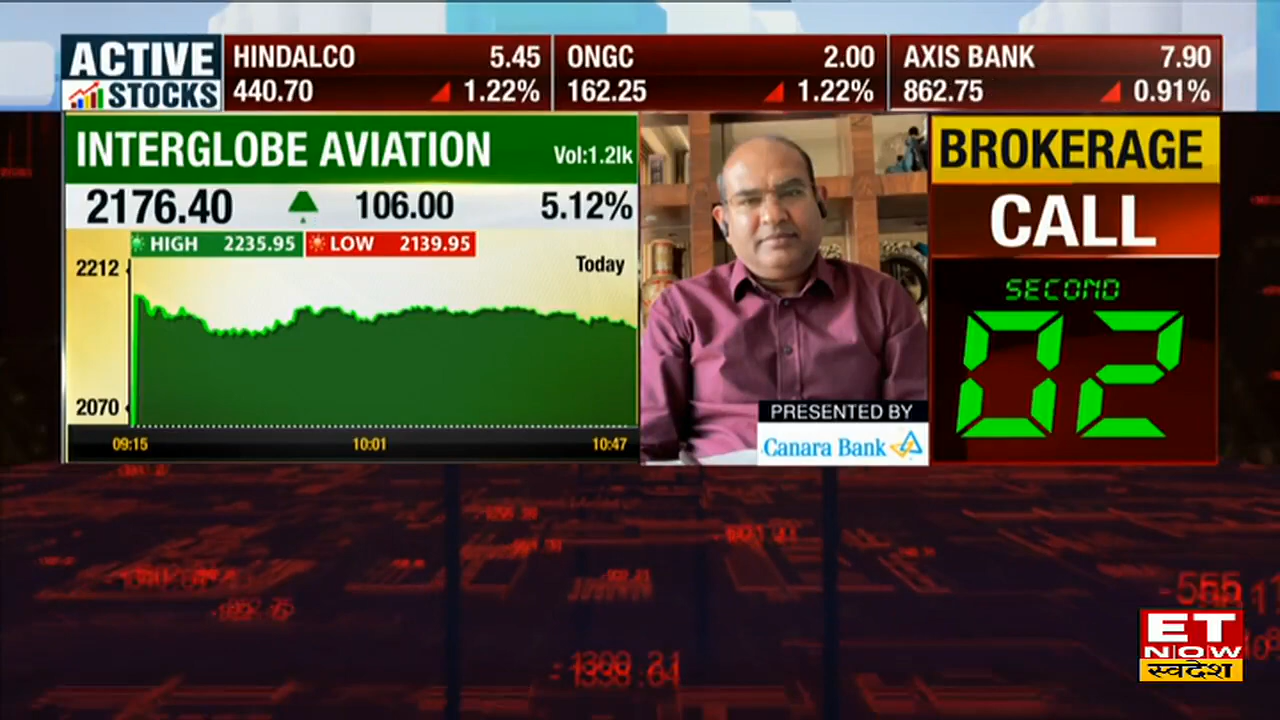 ACTIVE
STOCKS
HINDALCO 5.45
440.70 1.22%
ONGC 2.00
162.25 1.22%
AXIS BANK 7.90
862.75 0.91%
INTERGLOBE AVIATION Vol:1.2lk
2176.40 106.00 5.12%
HIGH 2235.95 LOW 2139.95
2212 Today
2070
09:15 10:01 10:47
PRESENTED BY
Canara Bank
BROKERAGE
CALL
SECOND
02
ET
NOW
स्वदेश